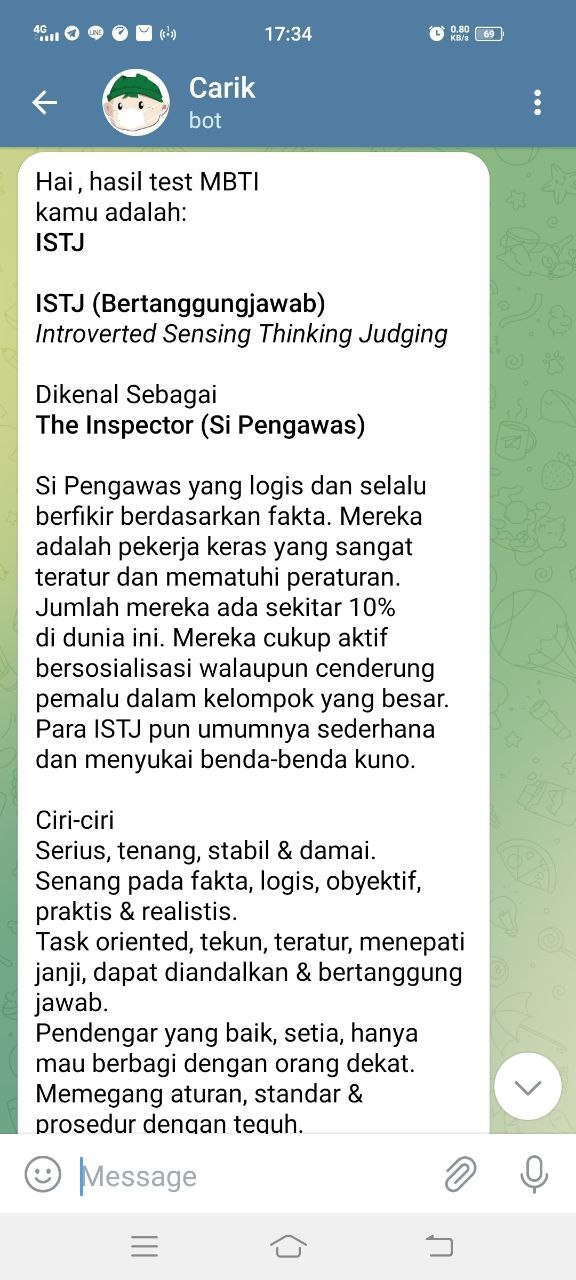 4G
LINE
17:34
0.80
KB/s
69
Carik
bot
Hai , hasil test MBTI
kamu adalah:
ISTJ
ISTJ (Bertanggungjawab)
Introverted Sensing Thinking Judging
Dikenal Sebagai
The Inspector (Si Pengawas)
Si Pengawas yang logis dan selalu
berfikir berdasarkan fakta. Mereka
adalah pekerja keras yang sangat
teratur dan mematuhi peraturan.
Jumlah mereka ada sekitar 10%
di dunia ini. Mereka cukup aktif
bersosialisasi walaupun cenderung
pemalu dalam kelompok yang besar.
Para ISTJ pun umumnya sederhana
dan menyukai benda-benda kuno.
Ciri-ciri
Serius, tenang, stabil & damai.
Senang pada fakta, logis, obyektif,
praktis & realistis.
Task oriented, tekun, teratur, menepati
janji, dapat diandalkan & bertanggung
jawab.
Pendengar yang baik, setia, hanya
mau berbagi dengan orang dekat.
Memegang aturan, standar &
prosedur dengan teguh.
Message